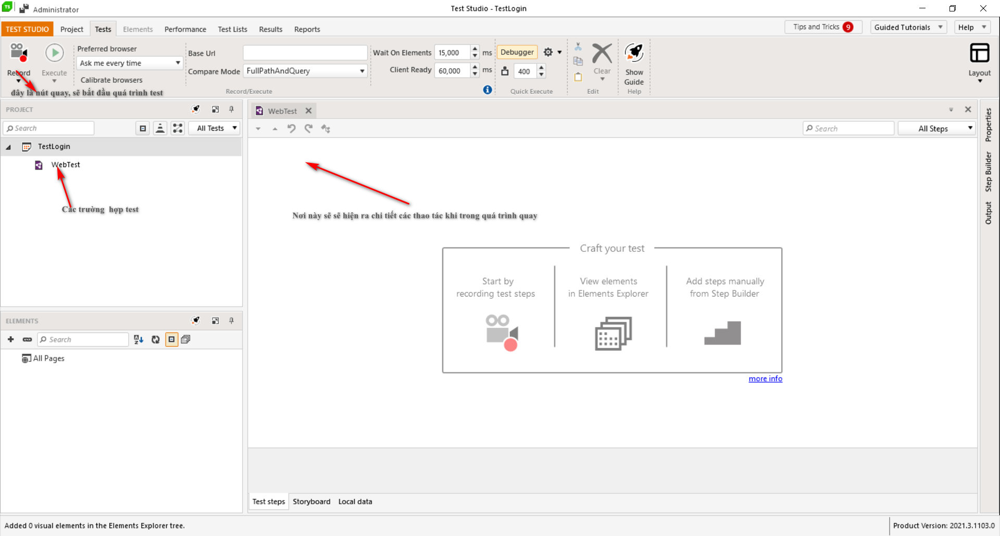 TS
Administrator
Test Studio - TestLogin
TEST STUDIO
Project
Tests
Elements
Performance
Test Lists
Results
Reports
Tips and Tricks 9
Guided Tutorials
Help
Record
Execute
Preferred browser
Ask me every time
Calibrate browsers
Base Url
Compare Mode
FullPathAndQuery
Record/Execute
Wait On Elements 15,000 ms
Client Ready 60,000 ms
Debugger
400
Quick Execute
Clear
Edit
Show
Guide
Help
Layout
đây là nút quay, sẽ bắt đầu quá trình test
PROJECT
Search
All Tests
TestLogin
WebTest
Các trường hợp test
ELEMENTS
Search
All Pages
WebTest
Search
All Steps
Nơi này sẽ sẽ hiện ra chi tiết các thao tác khi trong quá trình quay
Craft your test
Start by
recording test steps
View elements
in Elements Explorer
Add steps manually
from Step Builder
more info
Test steps
Storyboard
Local data
Properties
Step Builder
Output
Added 0 visual elements in the Elements Explorer tree.
Product Version: 2021.3.1103.0